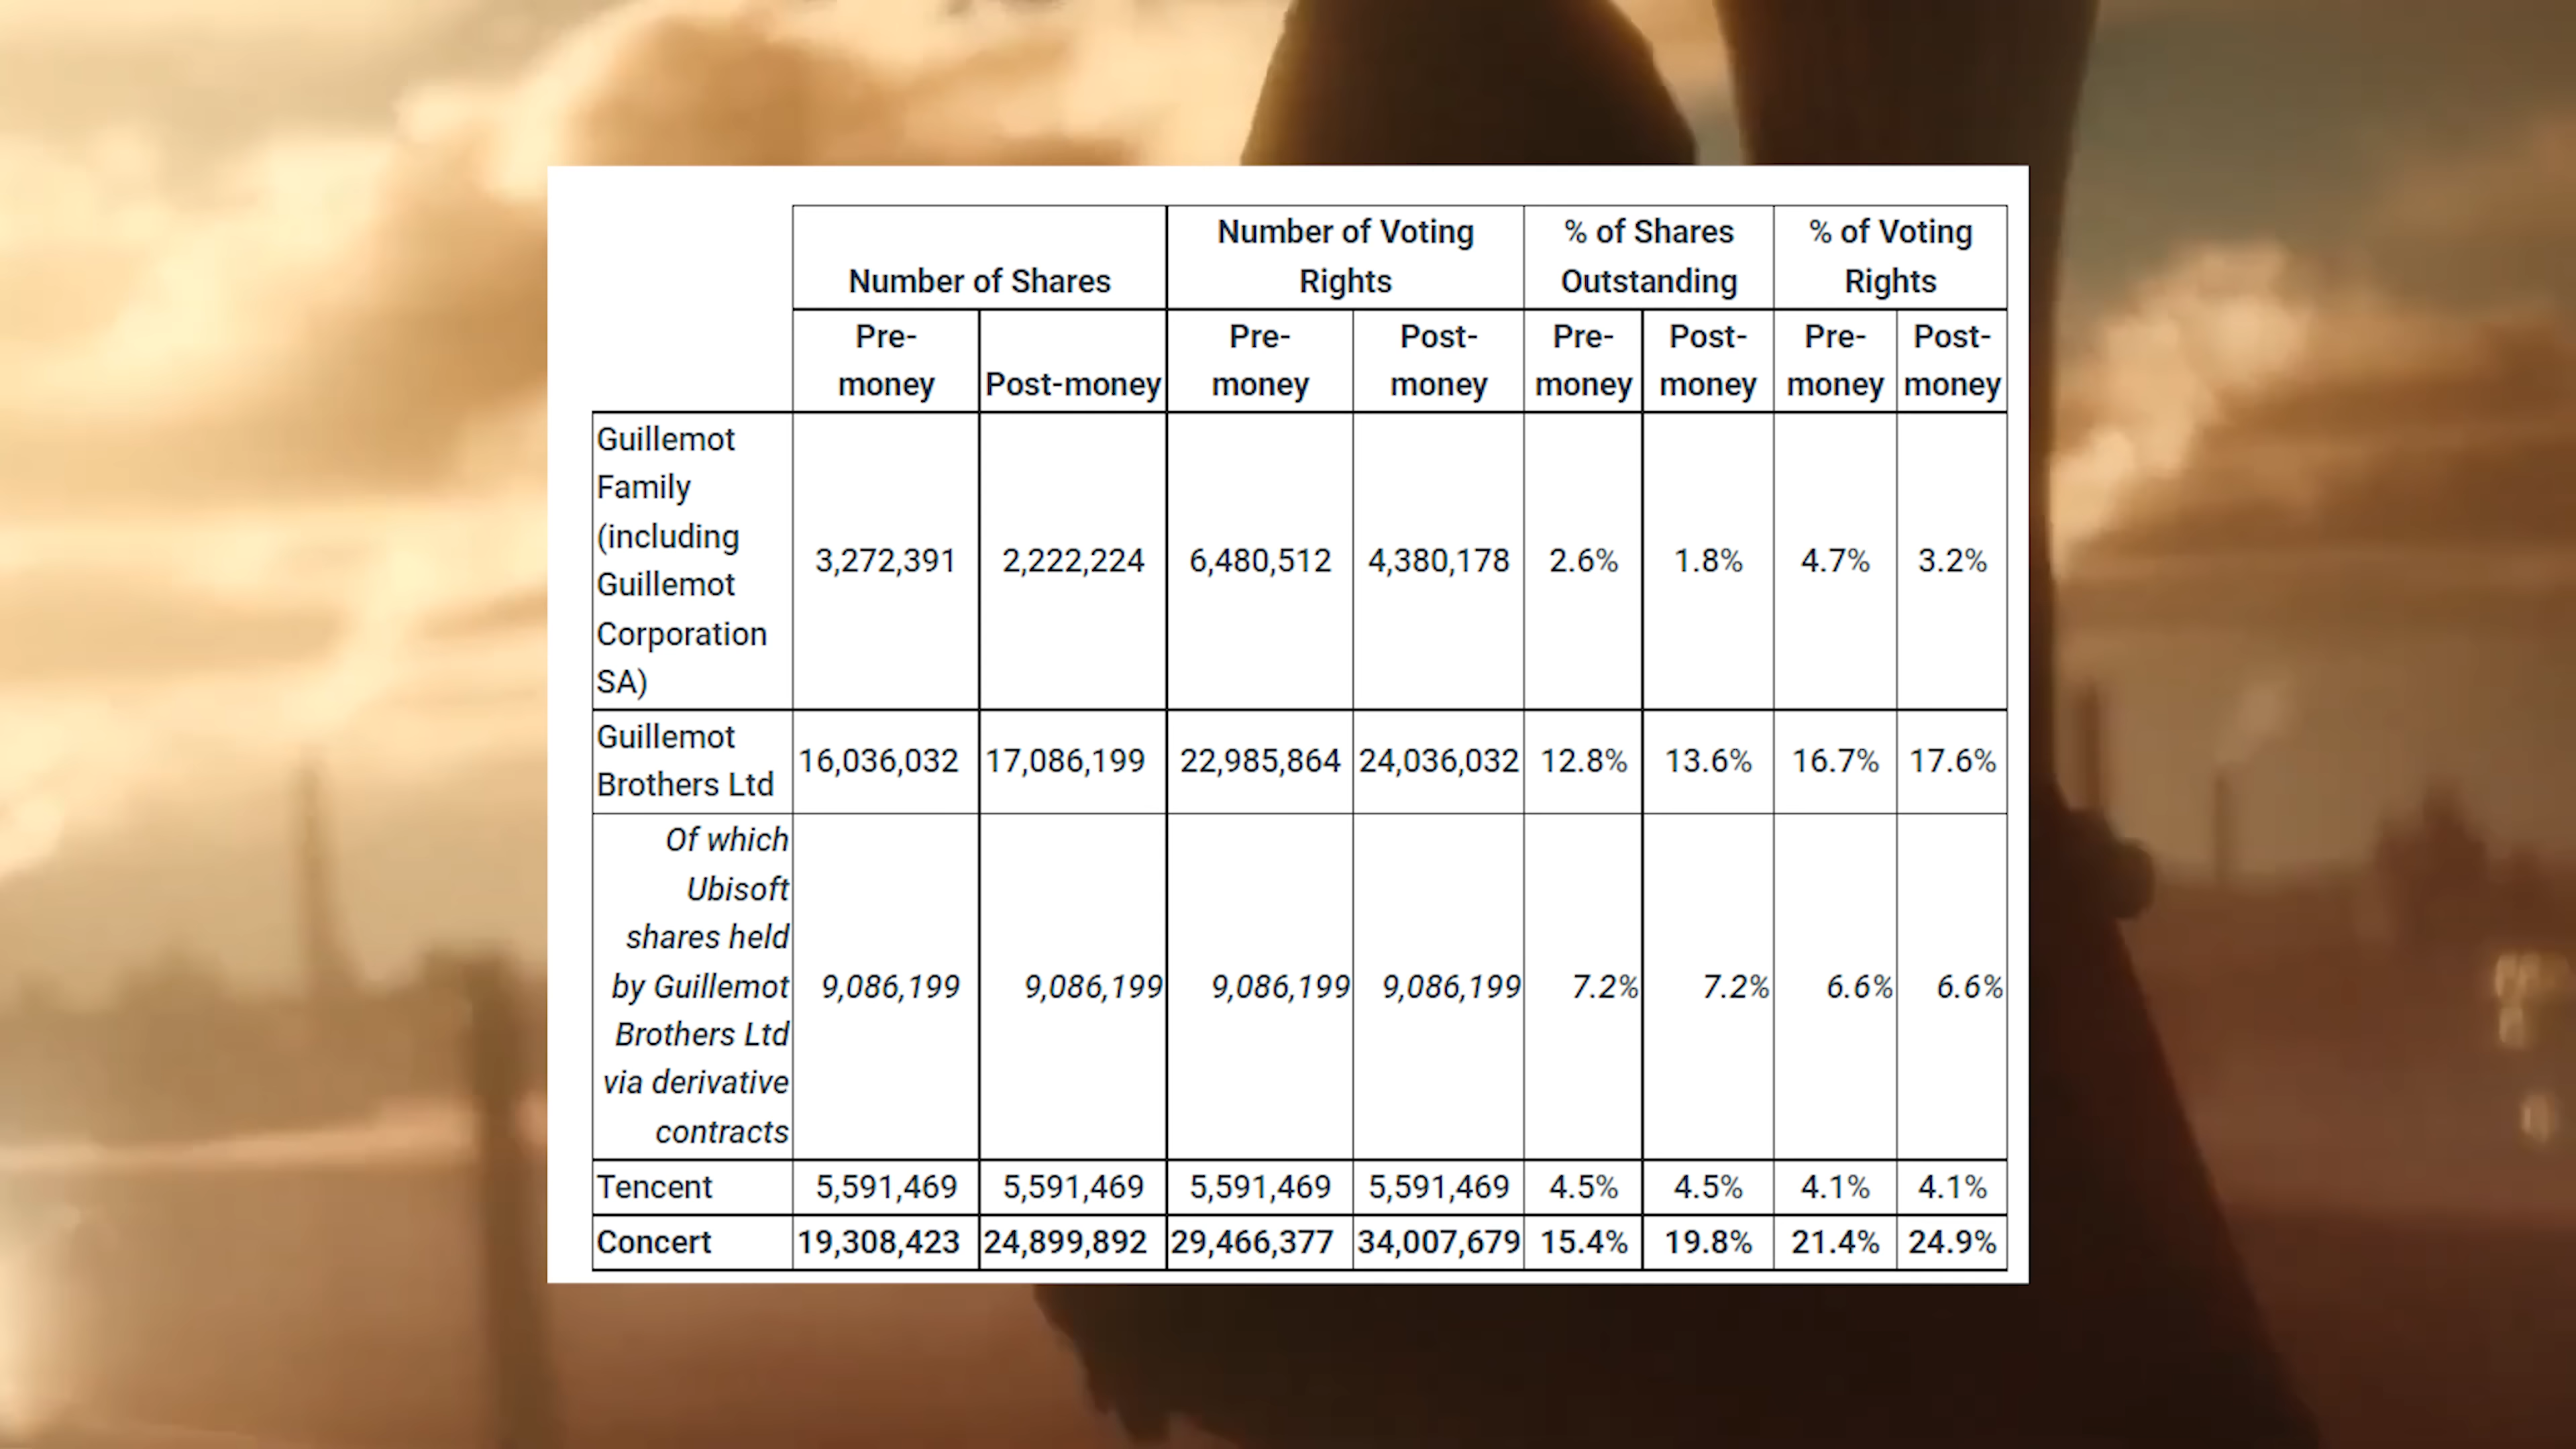 Number of Shares
Number of Voting
Rights
% of Shares
Outstanding
% of Voting
Rights
Pre-
money
Post-money
Pre-
money
Post-
money
Pre-
money
Post-
money
Pre-
money
Post-
money
Guillemot
Family
(including
Guillemot
Corporation
SA)
3,272,391 2,222,224 6,480,512 4,380,178 2.6% 1.8% 4.7% 3.2%
Guillemot
Brothers Ltd
16,036,032 17,086,199 22,985,864 24,036,032 12.8% 13.6% 16.7% 17.6%
Of which
Ubisoft
shares held
by Guillemot
Brothers Ltd
via derivative
contracts
9,086,199 9,086,199 9,086,199 9,086,199 7.2% 7.2% 6.6% 6.6%
Tencent 5,591,469 5,591,469 5,591,469 5,591,469 4.5% 4.5% 4.1% 4.1%
Concert 19,308,423 24,899,892 29,466,377 34,007,679 15.4% 19.8% 21.4% 24.9%